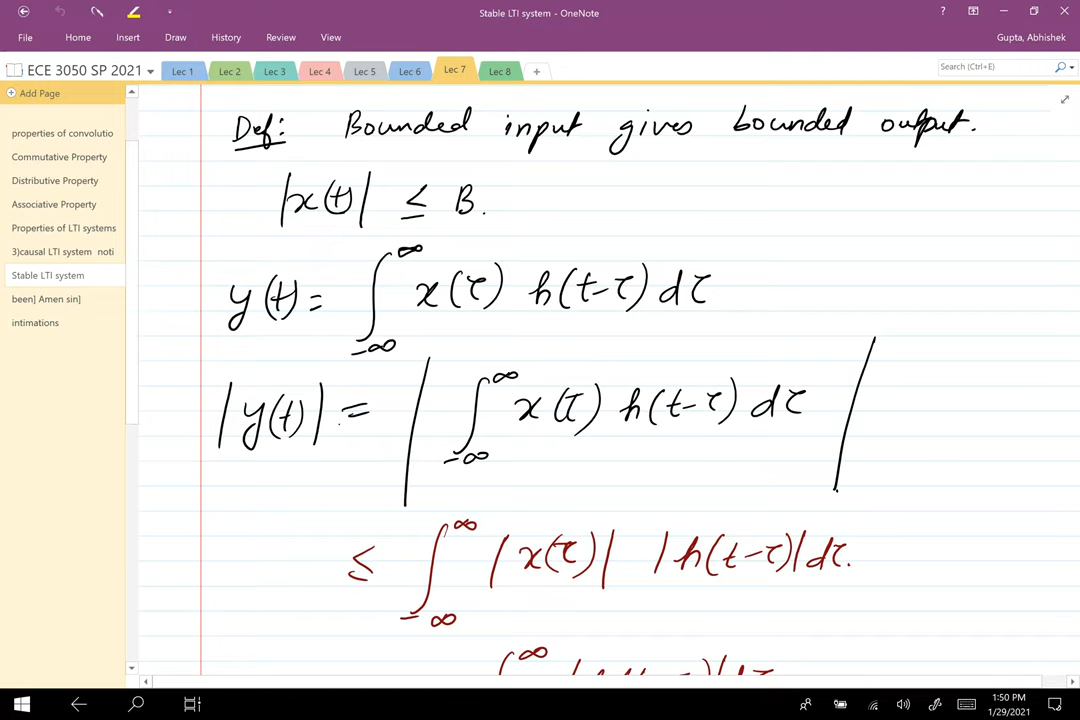 Stable LTI system - OneNote
Gupta, Abhishek
File Home Insert Draw History Review View
ECE 3050 SP 2021
Lec 1 Lec 2 Lec 3 Lec 4 Lec 5 Lec 6 Lec 7 Lec 8
Search (Ctrl+E)
Add Page
properties of convolutio
Commutative Property
Distributive Property
Associative Property
Properties of LTI systems
3)causal LTI system noti
Stable LTI system
been] Amen sin]
intimations
Def: Bounded input gives bounded output.
|x(t)| ≤ B.
y(t) = ∫_{-∞}^{∞} x(τ) h(t-τ) dτ
|y(t)| = | ∫_{-∞}^{∞} x(τ) h(t-τ) dτ |
≤ ∫_{-∞}^{∞} |x(τ)| |h(t-τ)| dτ.
1:50 PM
1/29/2021